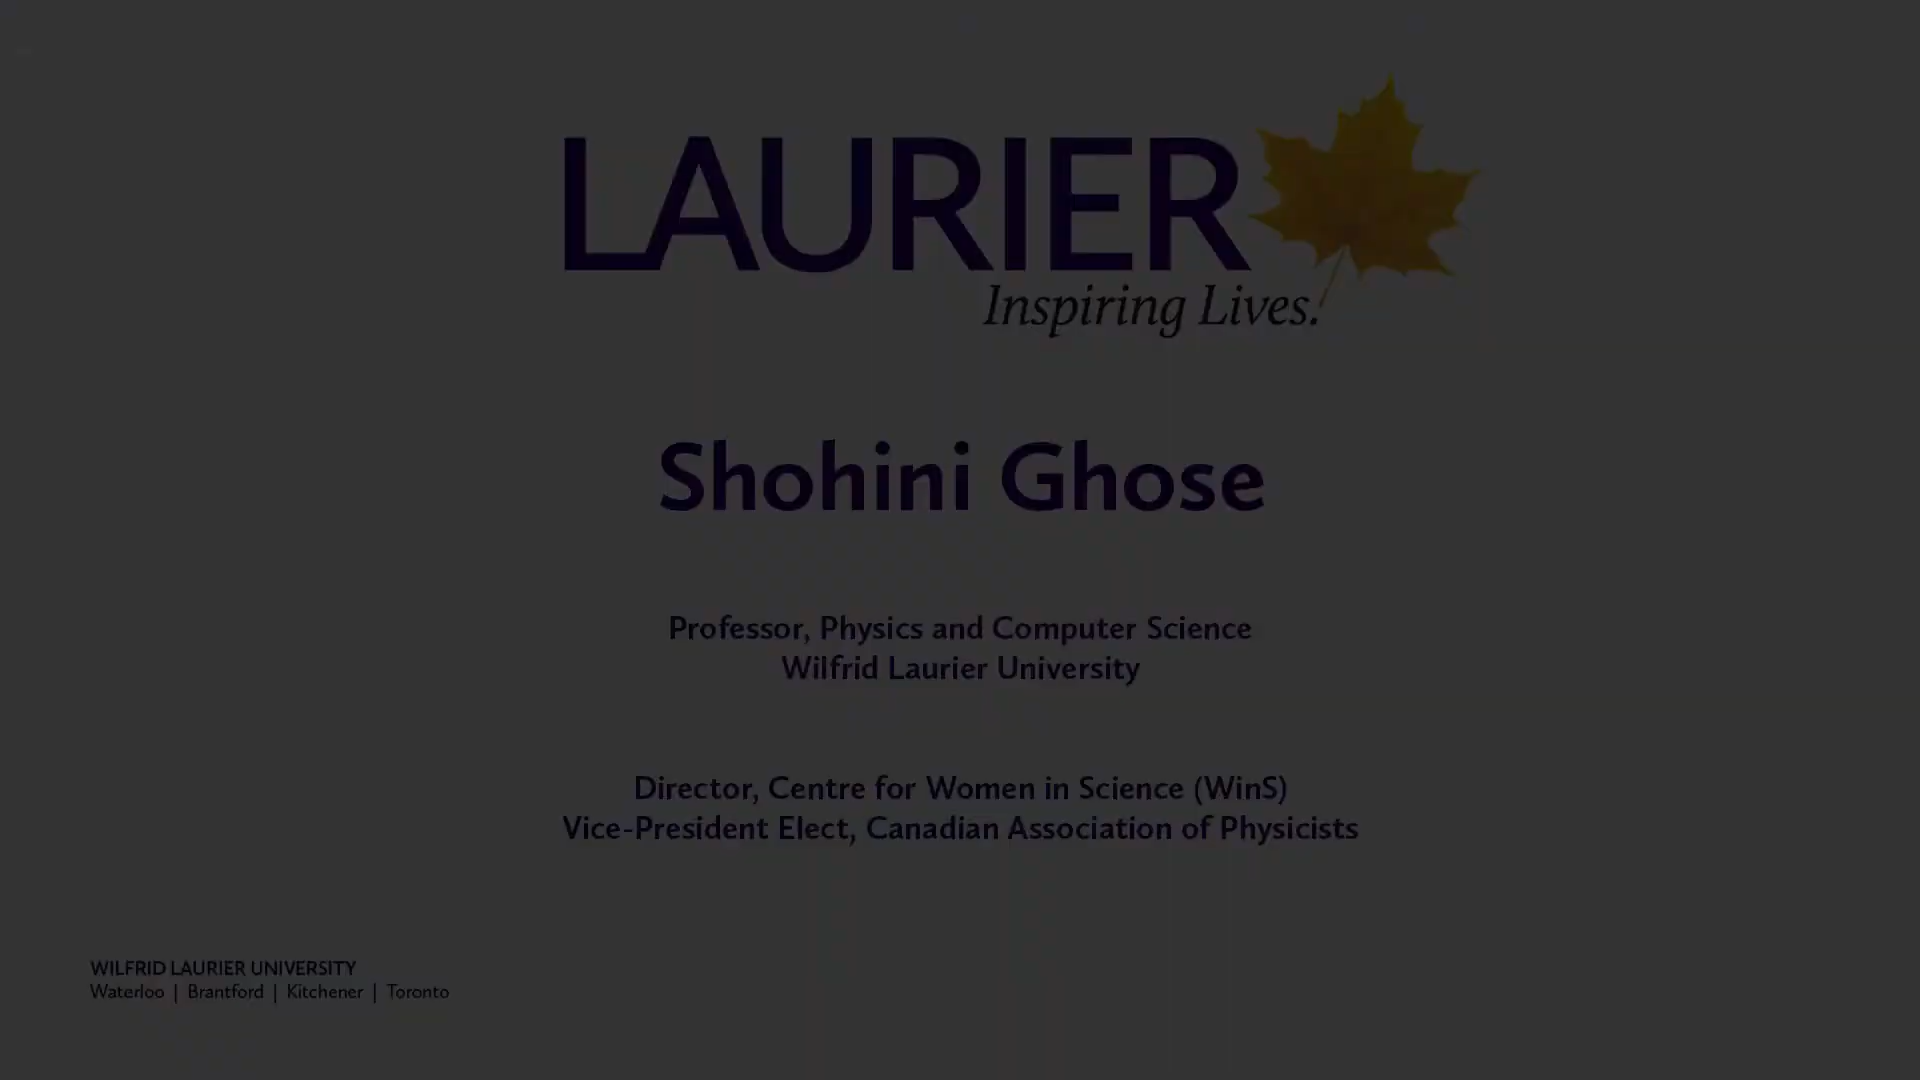 LAURIER
Inspiring Lives.
Shohini Ghose
Professor, Physics and Computer Science
Wilfrid Laurier University
Director, Centre for Women in Science (WinS)
Vice-President Elect, Canadian Association of Physicists
WILFRID LAURIER UNIVERSITY
Waterloo | Brantford | Kitchener | Toronto